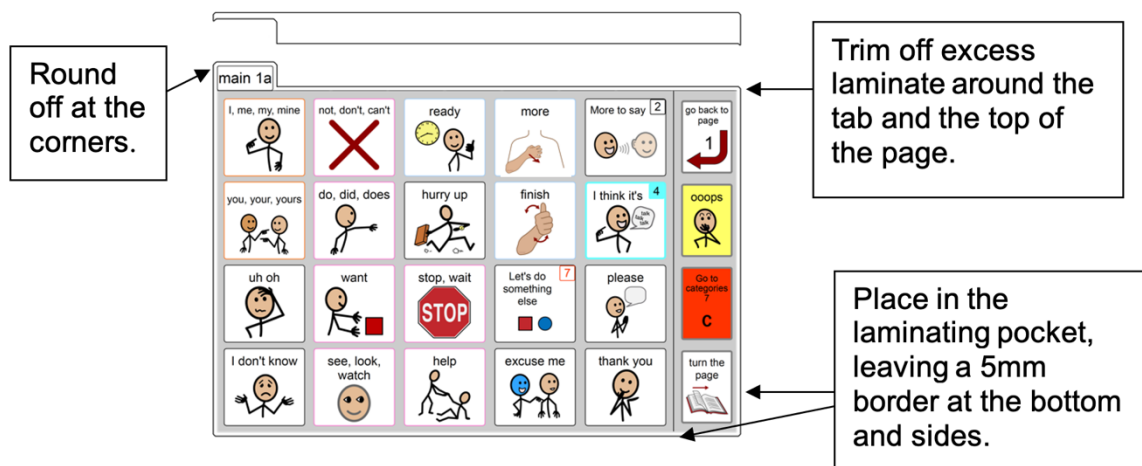 Round
off at the
corners.
main 1a
Trim off excess
laminate around the
tab and the top of
the page.
I, me, my, mine
not, don't, can't
ready
more
More to say
2
go back to
page
1
you, your, yours
do, did, does
hurry up
finish
I think it's
4
talk
talk
talk
ooops
uh oh
want
stop, wait
STOP
Let's do
something
else
7
please
Go to
categories
7
C
I don't know
see, look,
watch
help
excuse me
thank you
turn the
page
Place in the
laminating pocket,
leaving a 5mm
border at the bottom
and sides.